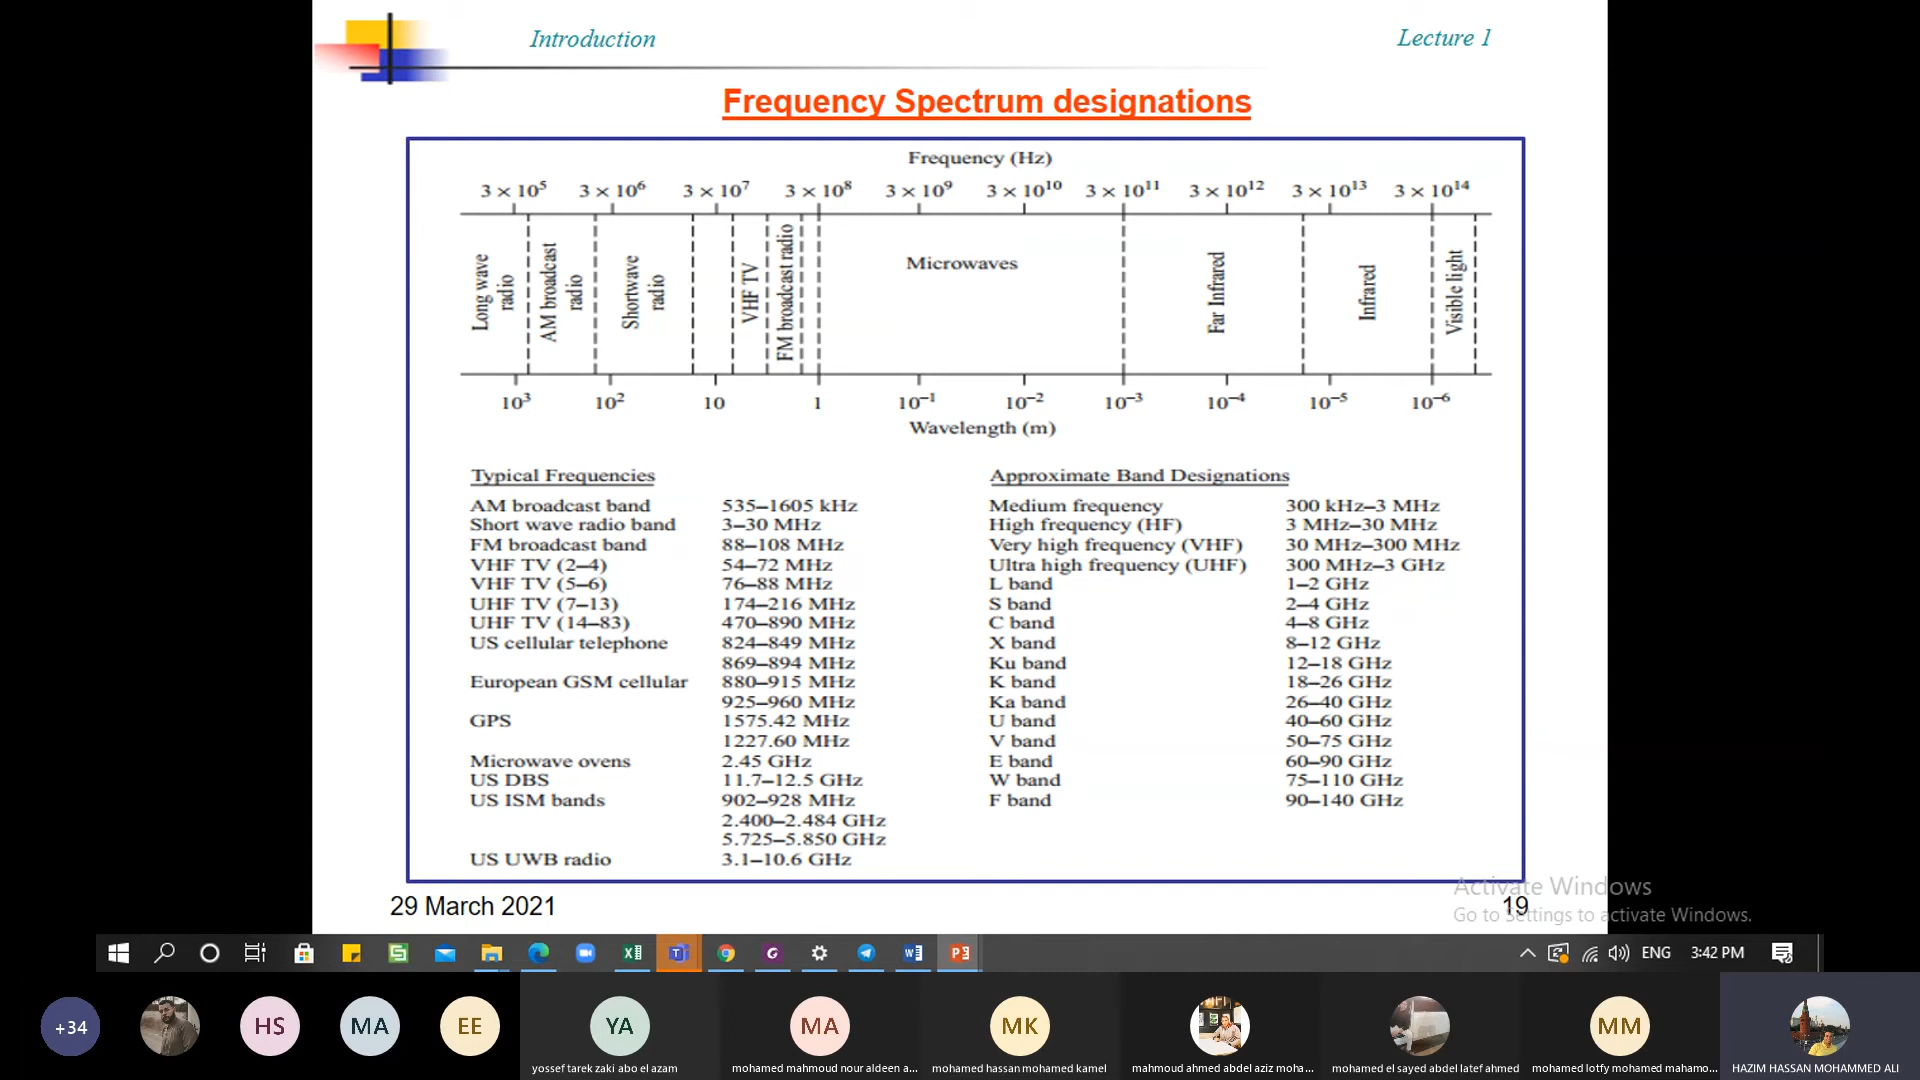 Introduction
Lecture 1
Frequency Spectrum designations
Frequency (Hz)
3 × 10⁵ 3 × 10⁶ 3 × 10⁷ 3 × 10⁸ 3 × 10⁹ 3 × 10¹⁰ 3 × 10¹¹ 3 × 10¹² 3 × 10¹³ 3 × 10¹⁴
Long wave
radio
AM broadcast
radio
Shortwave
radio
VHF TV
FM broadcast radio
Microwaves
Far Infrared
Infrared
Visible light
10³ 10² 10 1 10⁻¹ 10⁻² 10⁻³ 10⁻⁴ 10⁻⁵ 10⁻⁶
Wavelength (m)
Typical Frequencies
AM broadcast band 535–1605 kHz
Short wave radio band 3–30 MHz
FM broadcast band 88–108 MHz
VHF TV (2–4) 54–72 MHz
VHF TV (5–6) 76–88 MHz
UHF TV (7–13) 174–216 MHz
UHF TV (14–83) 470–890 MHz
US cellular telephone 824–849 MHz
869–894 MHz
European GSM cellular 880–915 MHz
925–960 MHz
GPS 1575.42 MHz
1227.60 MHz
Microwave ovens 2.45 GHz
US DBS 11.7–12.5 GHz
US ISM bands 902–928 MHz
2.400–2.484 GHz
5.725–5.850 GHz
US UWB radio 3.1–10.6 GHz
Approximate Band Designations
Medium frequency 300 kHz–3 MHz
High frequency (HF) 3 MHz–30 MHz
Very high frequency (VHF) 30 MHz–300 MHz
Ultra high frequency (UHF) 300 MHz–3 GHz
L band 1–2 GHz
S band 2–4 GHz
C band 4–8 GHz
X band 8–12 GHz
Ku band 12–18 GHz
K band 18–26 GHz
Ka band 26–40 GHz
U band 40–60 GHz
V band 50–75 GHz
E band 60–90 GHz
W band 75–110 GHz
F band 90–140 GHz
29 March 2021
19
Activate Windows
Go to Settings to activate Windows.
ENG 3:42 PM
+34
HS
MA
EE
YA
MA
MK
MM
yossef tarek zaki abo el azam
mohamed mahmoud nour aldeen a...
mohamed hassan mohamed kamel
mahmoud ahmed abdel aziz moha...
mohamed el sayed abdel latef ahmed
mohamed lotfy mohamed mahamo...
HAZIM HASSAN MOHAMMED ALI